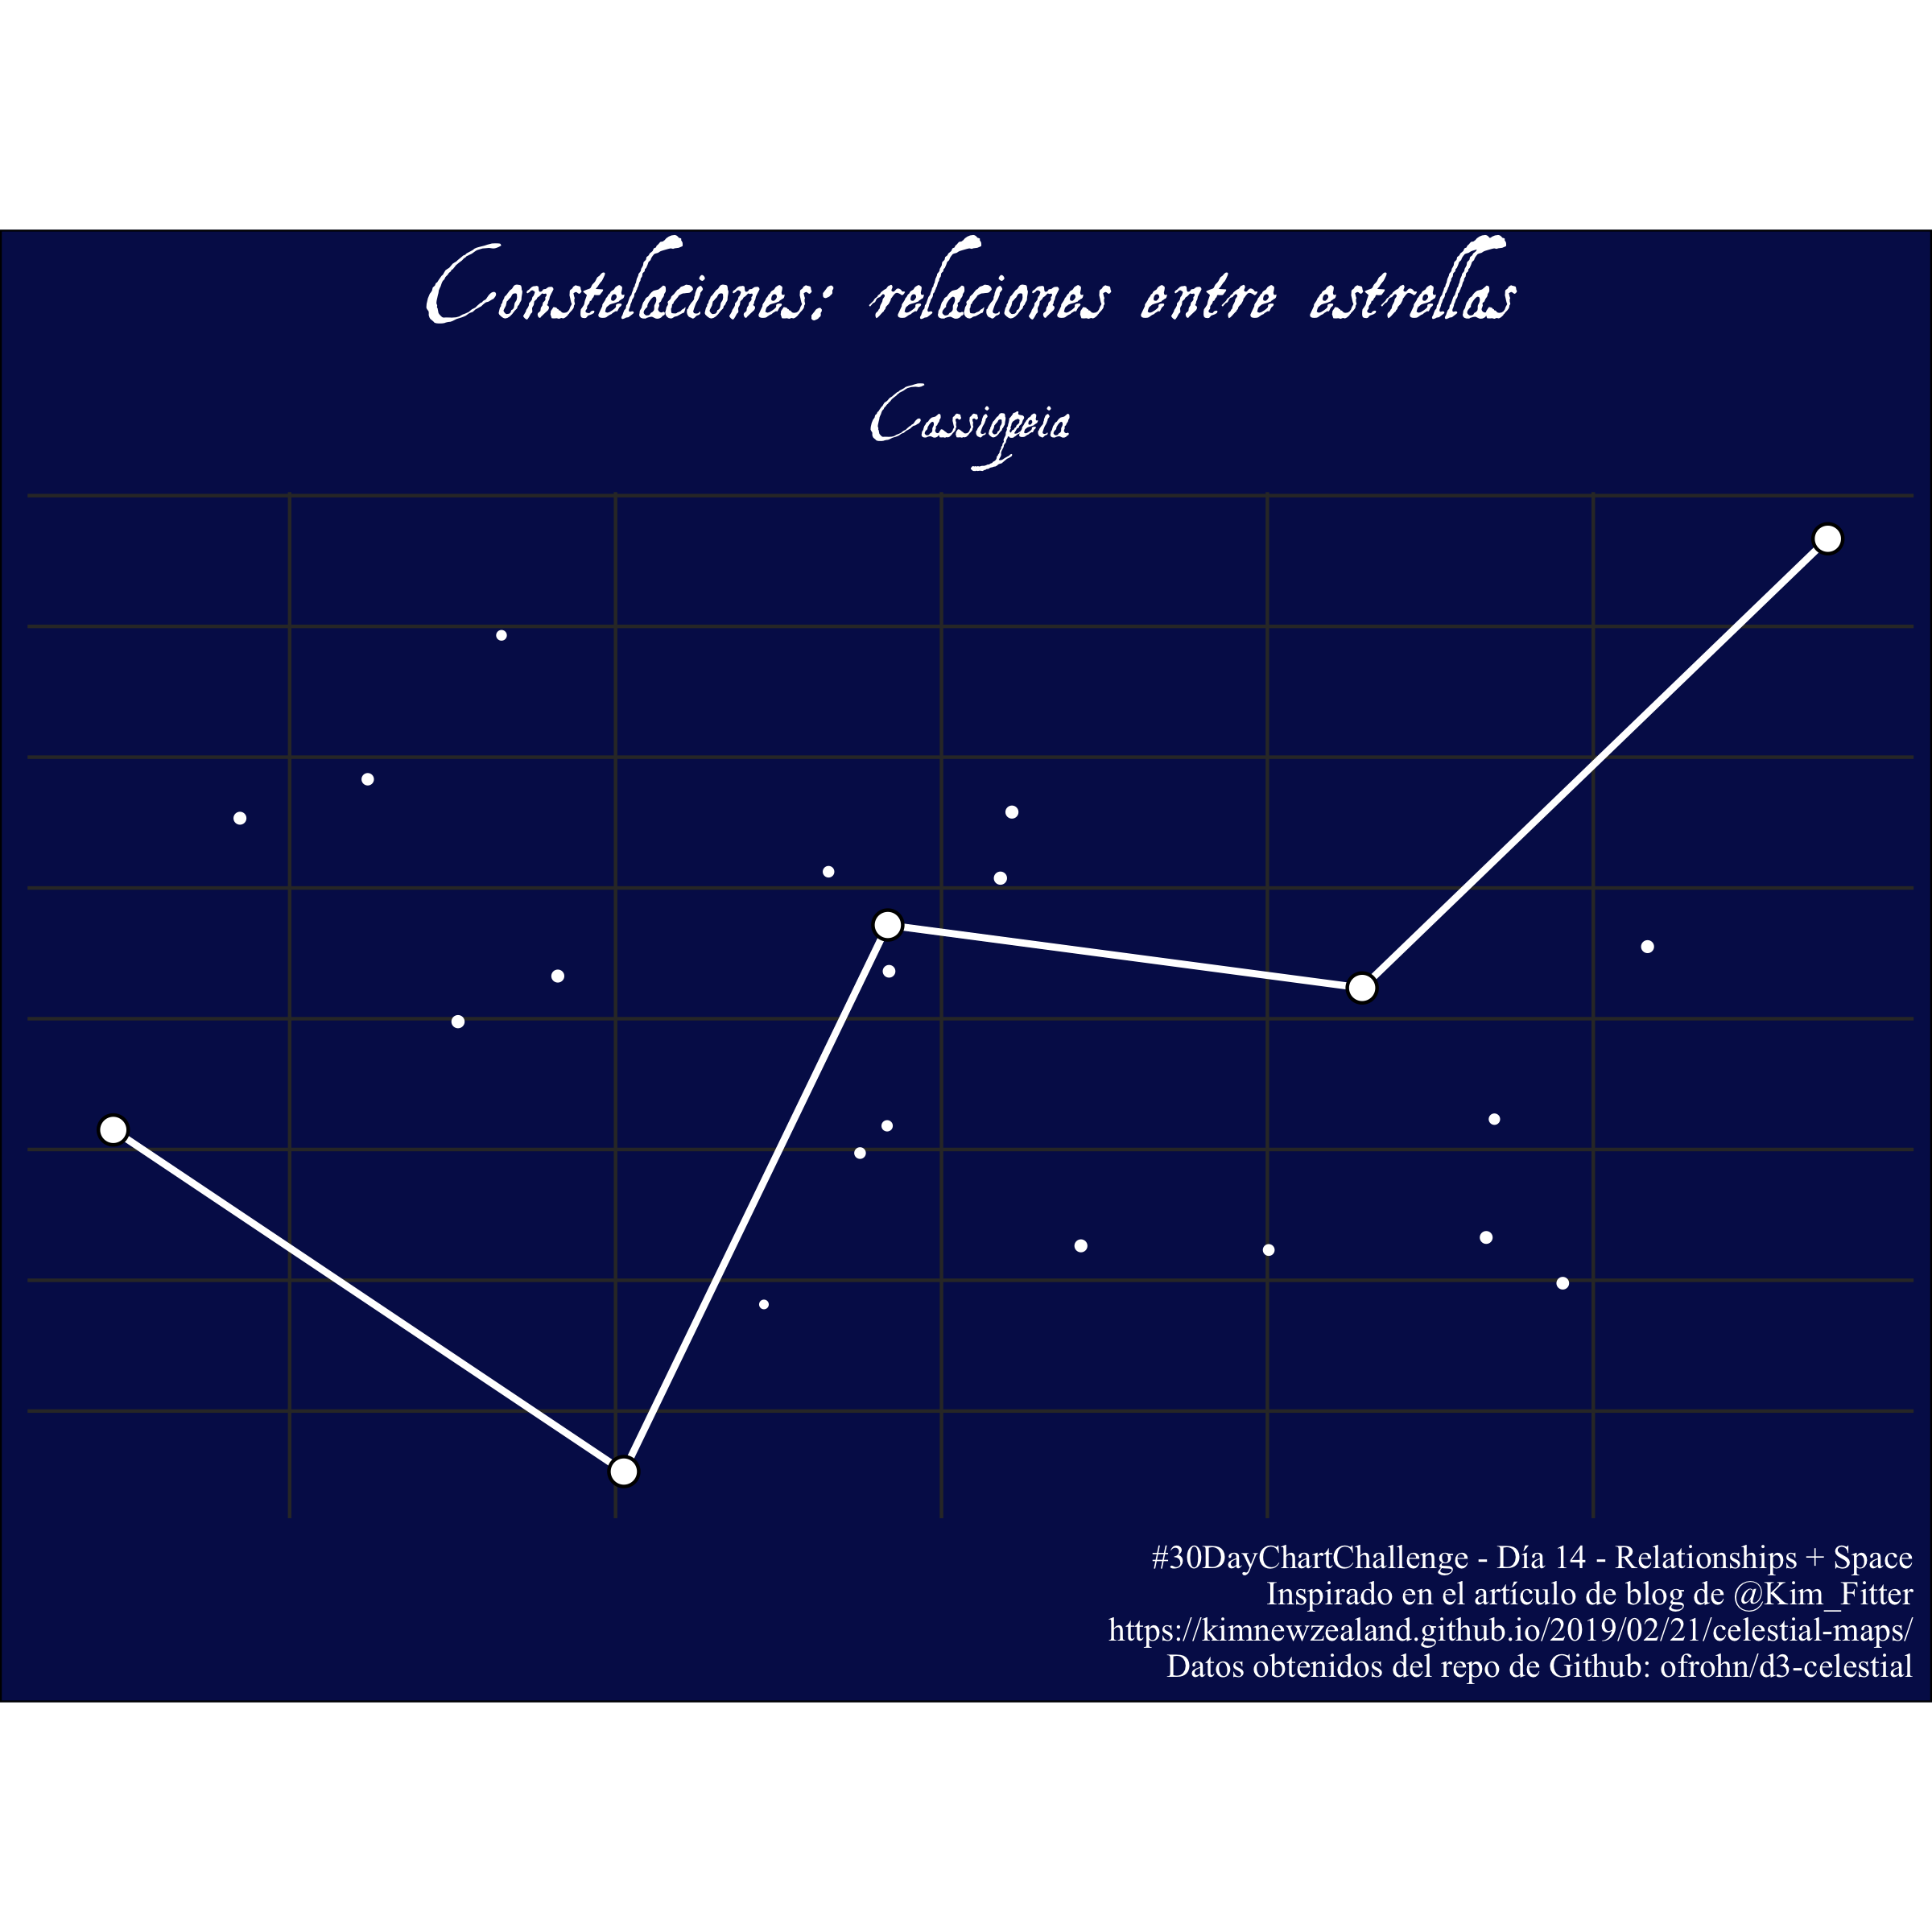 Constelaciones: relaciones entre estrellas
Cassiopeia
#30DayChartChallenge - Día 14 - Relationships + Space
Inspirado en el artículo de blog de @Kim_Fitter
https://kimnewzealand.github.io/2019/02/21/celestial-maps/
Datos obtenidos del repo de Github: ofrohn/d3-celestial